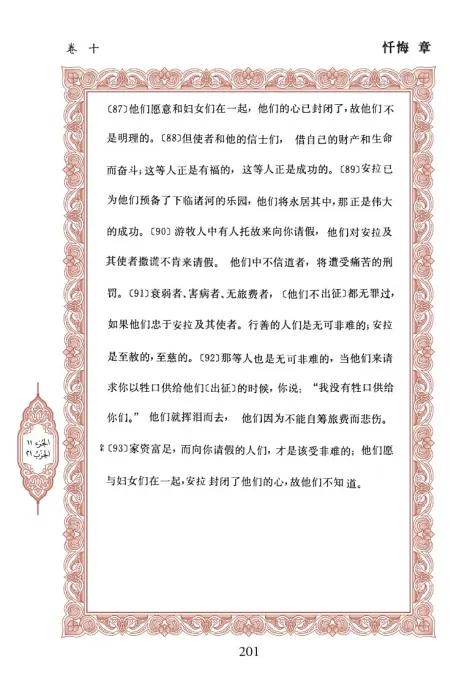 卷 十
忏悔 章
〔87〕他们愿意和妇女们在一起，他们的心已封闭了，故他们不
是明理的。〔88〕但使者和他的信士们， 借自己的财产和生命
而奋斗；这等人正是有福的， 这等人正是成功的。〔89〕安拉已
为他们预备了下临诸河的乐园，他们将永居其中，那正是伟大
的成功。〔90〕游牧人中有人托故来向你请假， 他们对安拉及
其使者撒谎不肯来请假。 他们中不信道者，将遭受痛苦的刑
罚。〔91〕衰弱者、害病者、无旅费者，〔他们不出征〕都无罪过，
如果他们忠于安拉及其使者。行善的人们是无可非难的；安拉
是至赦的，至慈的。〔92〕那等人也是无可非难的，当他们来请
求你以牲口供给他们〔出征〕的时候，你说：“我没有牲口供给
你们。” 他们就挥泪而去， 他们因为不能自筹旅费而悲伤。
〔93〕家资富足，而向你请假的人们，才是该受非难的；他们愿
与妇女们在一起，安拉封闭了他们的心，故他们不知道。
الجزء ١١
الحزب ٢١
201